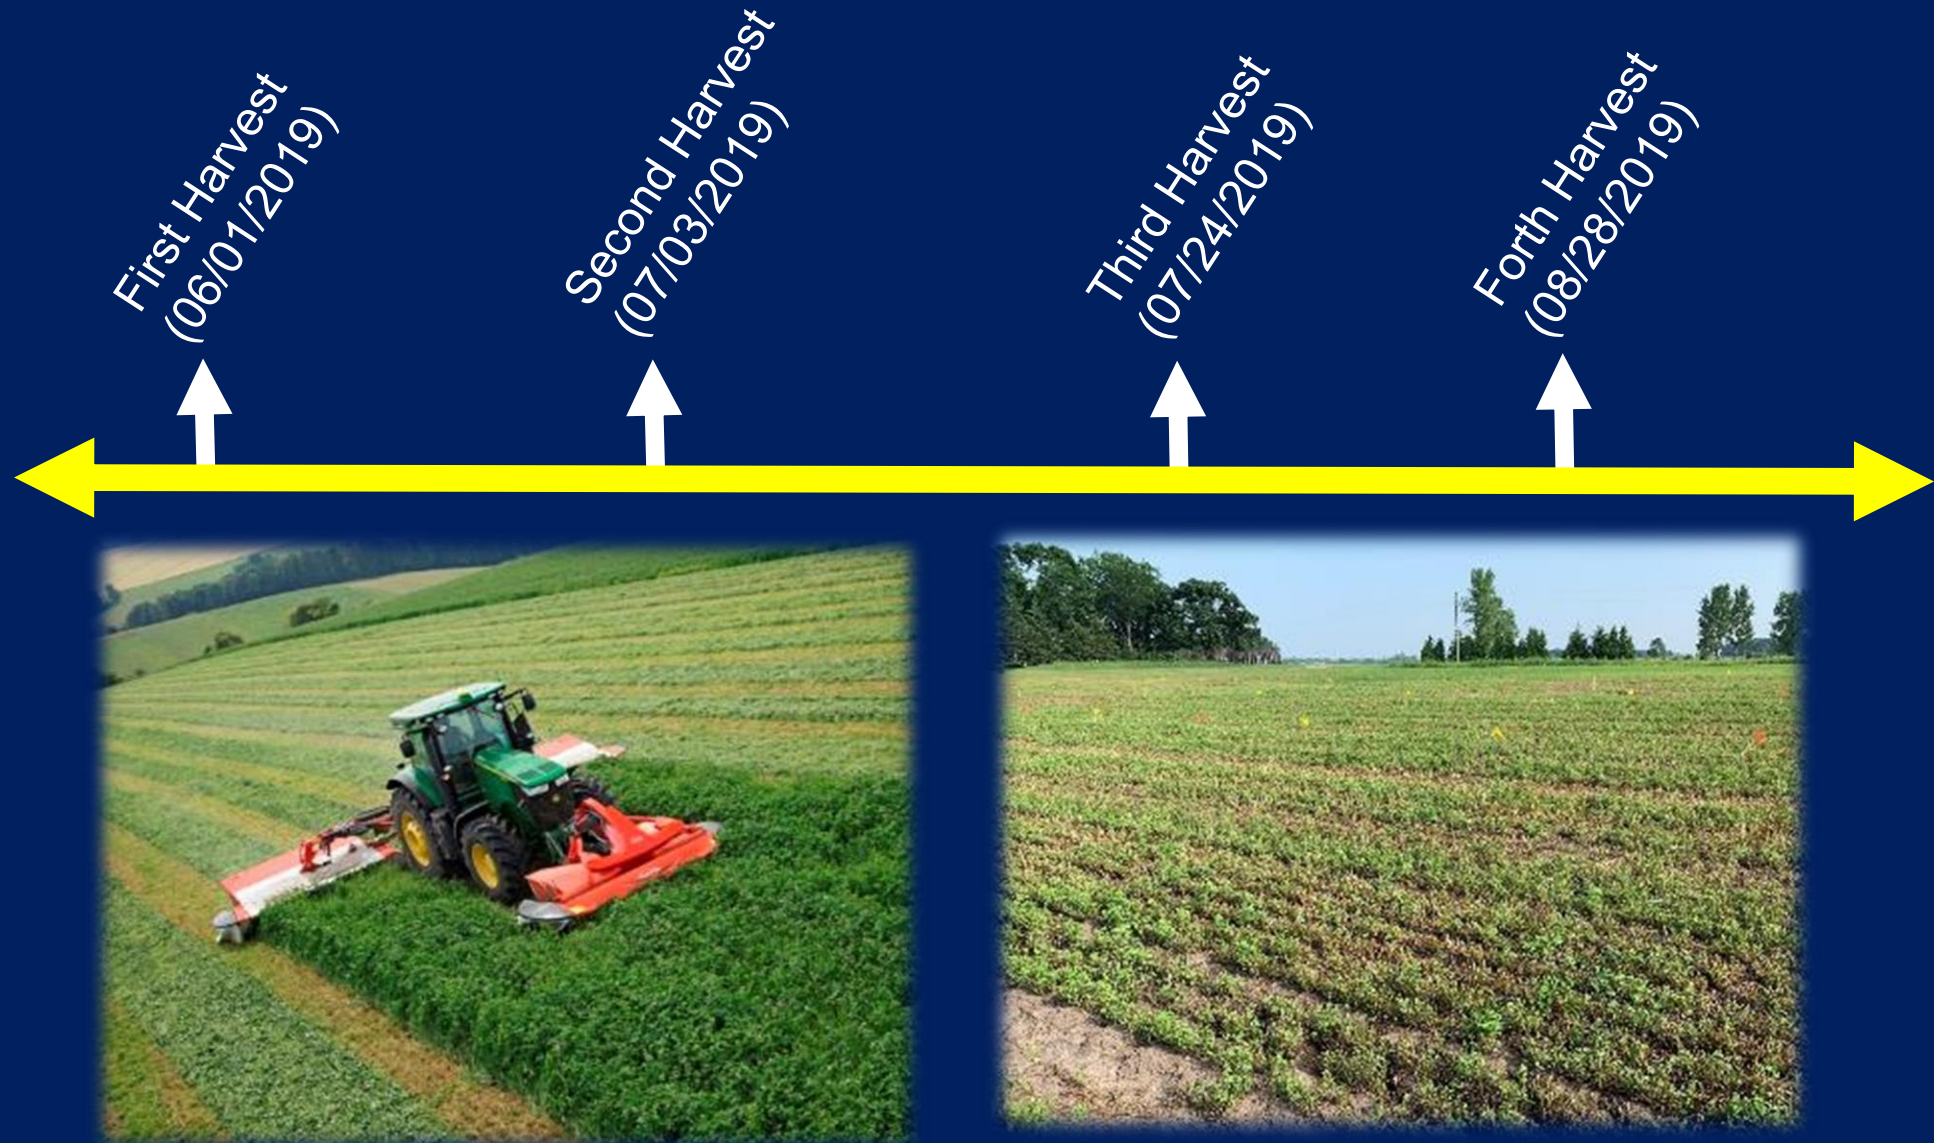 First Harvest
(06/01/2019)
Second Harvest
(07/03/2019)
Third Harvest
(07/24/2019)
Forth Harvest
(08/28/2019)